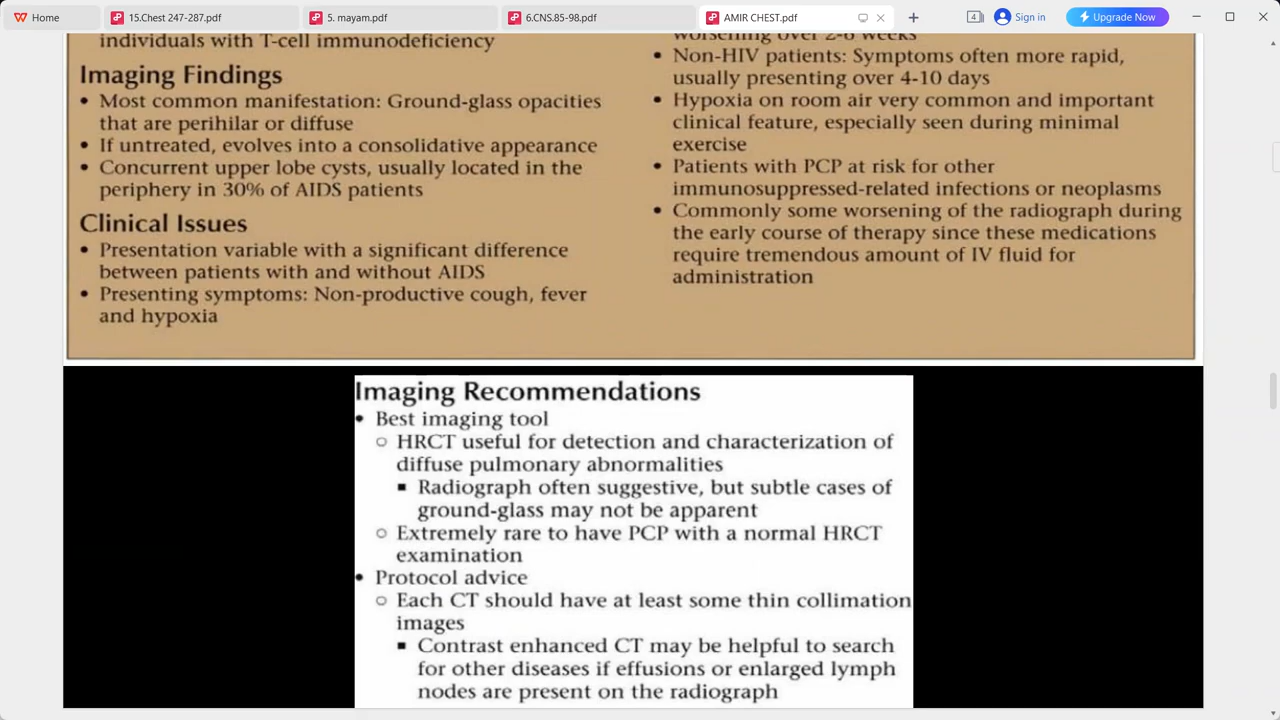 Home
15.Chest 247-287.pdf
5. mayam.pdf
6.CNS.85-98.pdf
AMIR CHEST.pdf
4
Sign in
Upgrade Now
individuals with T-cell immunodeficiency
Imaging Findings
• Most common manifestation: Ground-glass opacities
that are perihilar or diffuse
• If untreated, evolves into a consolidative appearance
• Concurrent upper lobe cysts, usually located in the
periphery in 30% of AIDS patients
Clinical Issues
• Presentation variable with a significant difference
between patients with and without AIDS
• Presenting symptoms: Non-productive cough, fever
and hypoxia
worsening over 2-6 weeks
• Non-HIV patients: Symptoms often more rapid,
usually presenting over 4-10 days
• Hypoxia on room air very common and important
clinical feature, especially seen during minimal
exercise
• Patients with PCP at risk for other
immunosuppressed-related infections or neoplasms
• Commonly some worsening of the radiograph during
the early course of therapy since these medications
require tremendous amount of IV fluid for
administration
Imaging Recommendations
• Best imaging tool
○ HRCT useful for detection and characterization of
diffuse pulmonary abnormalities
▪ Radiograph often suggestive, but subtle cases of
ground-glass may not be apparent
○ Extremely rare to have PCP with a normal HRCT
examination
• Protocol advice
○ Each CT should have at least some thin collimation
images
▪ Contrast enhanced CT may be helpful to search
for other diseases if effusions or enlarged lymph
nodes are present on the radiograph